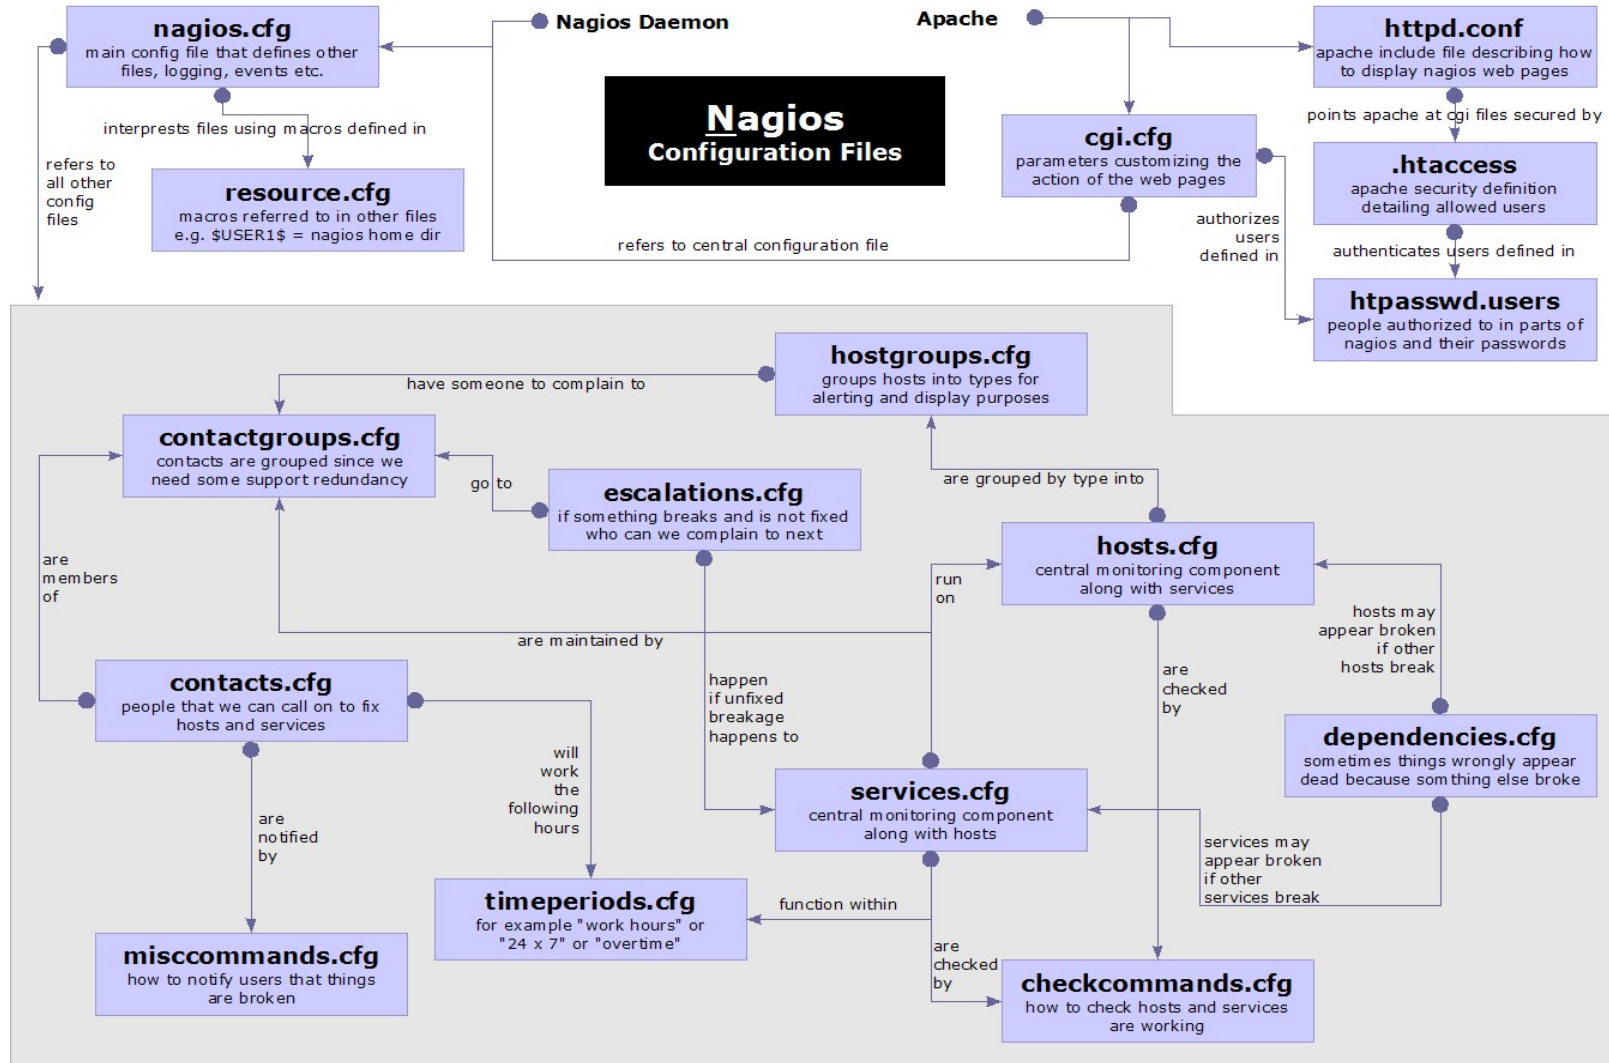 nagios.cfg
main config file that defines other
files, logging, events etc.
Nagios Daemon
Apache
httpd.conf
apache include file describing how
to display nagios web pages
Nagios
Configuration Files
interprests files using macros defined in
points apache at cgi files secured by
cgi.cfg
parameters customizing the
action of the web pages
refers to
all other
config
files
resource.cfg
macros referred to in other files
e.g. $USER1$ = nagios home dir
.htaccess
apache security definition
detailing allowed users
refers to central configuration file
authorizes
users
defined in
authenticates users defined in
htpasswd.users
people authorized to in parts of
nagios and their passwords
hostgroups.cfg
groups hosts into types for
alerting and display purposes
have someone to complain to
contactgroups.cfg
contacts are grouped since we
need some support redundancy
go to
escalations.cfg
if something breaks and is not fixed
who can we complain to next
are grouped by type into
hosts.cfg
central monitoring component
along with services
are
members
of
run
on
are maintained by
hosts may
appear broken
if other
hosts break
contacts.cfg
people that we can call on to fix
hosts and services
happen
if unfixed
breakage
happens to
are
checked
by
dependencies.cfg
sometimes things wrongly appear
dead because somthing else broke
will
work
the
following
hours
services.cfg
central monitoring component
along with hosts
are
notified
by
services may
appear broken
if other
services break
timeperiods.cfg
for example "work hours" or
"24 x 7" or "overtime"
function within
misccommands.cfg
how to notify users that things
are broken
are
checked
by
checkcommands.cfg
how to check hosts and services
are working